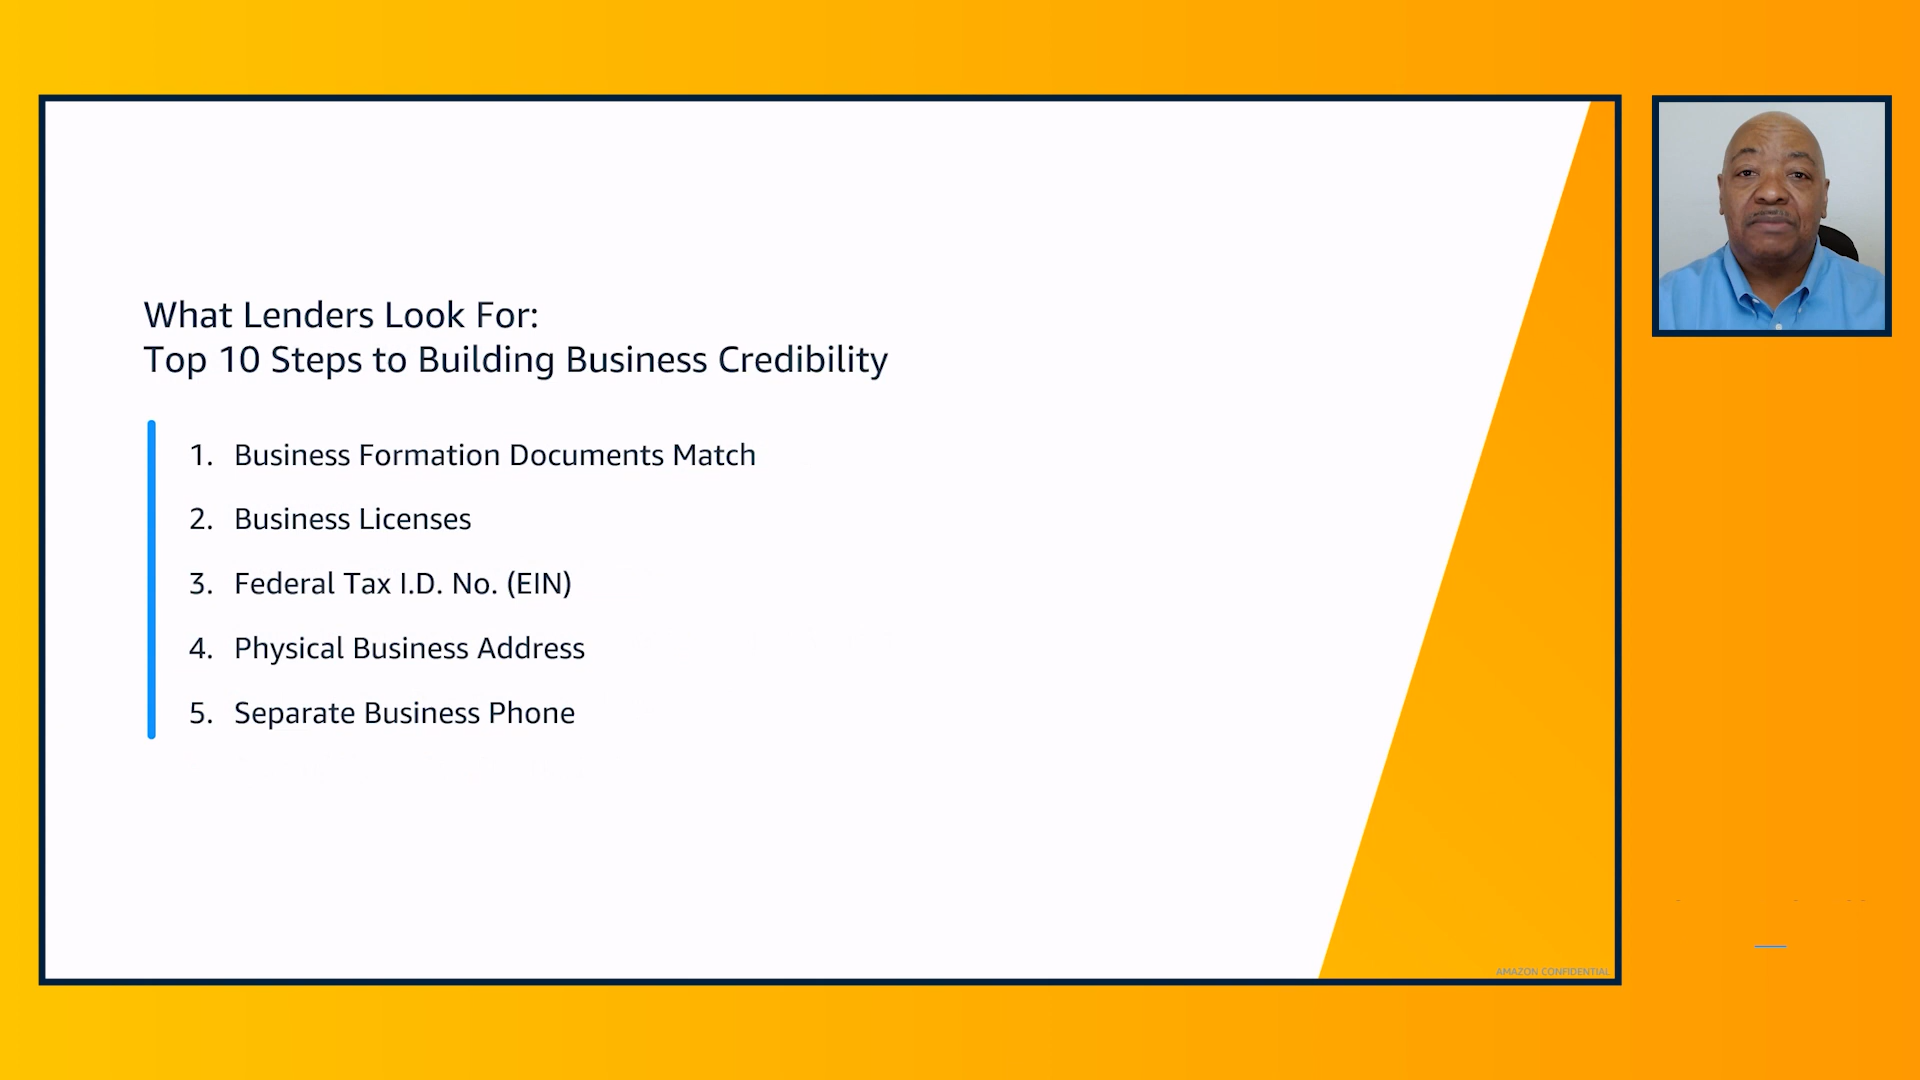 What Lenders Look For:
Top 10 Steps to Building Business Credibility
1. Business Formation Documents Match
2. Business Licenses
3. Federal Tax I.D. No. (EIN)
4. Physical Business Address
5. Separate Business Phone
AMAZON CONFIDENTIAL